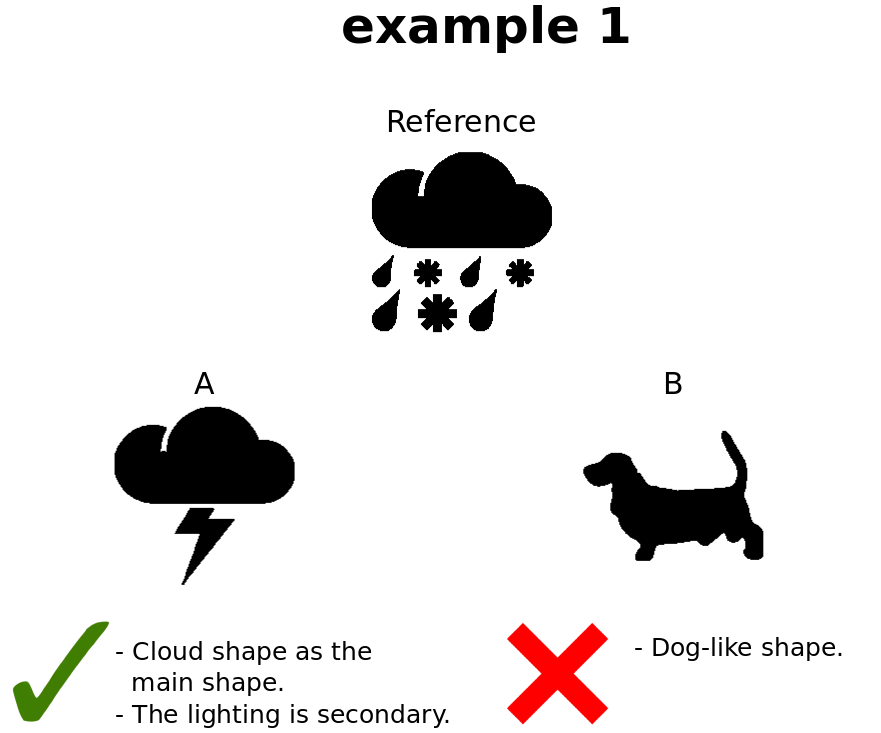 example 1
Reference
A
B
- Cloud shape as the
main shape.
- The lighting is secondary.
- Dog-like shape.